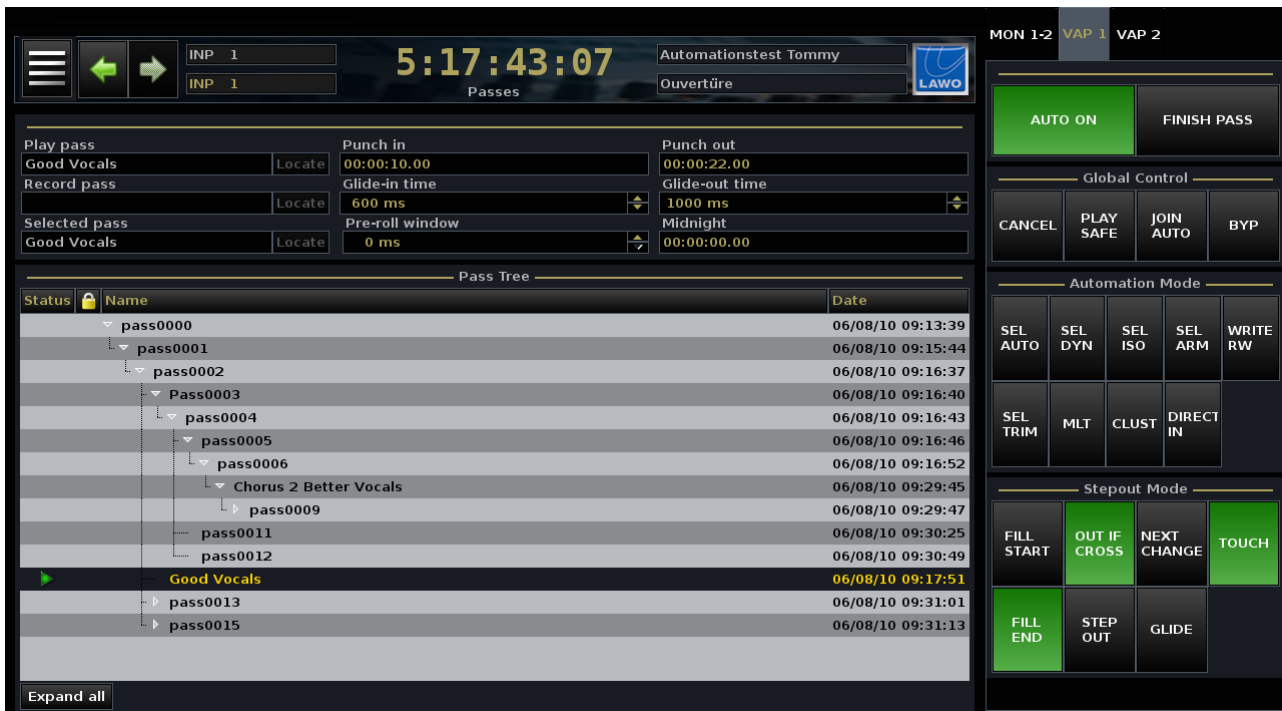 MON 1-2 VAP 1 VAP 2
INP 1
INP 1
5:17:43:07
Passes
Automationstest Tommy
Ouvertüre
LAWO
AUTO ON
FINISH PASS
Play pass
Good Vocals
Locate
Punch in
00:00:10.00
Punch out
00:00:22.00
Record pass
Locate
Glide-in time
600 ms
Glide-out time
1000 ms
Selected pass
Good Vocals
Locate
Pre-roll window
0 ms
Midnight
00:00:00.00
Global Control
CANCEL
PLAY
SAFE
JOIN
AUTO
BYP
Pass Tree
Status Name Date
pass0000 06/08/10 09:13:39
pass0001 06/08/10 09:15:44
pass0002 06/08/10 09:16:37
Pass0003 06/08/10 09:16:40
pass0004 06/08/10 09:16:43
pass0005 06/08/10 09:16:46
pass0006 06/08/10 09:16:52
Chorus 2 Better Vocals 06/08/10 09:29:45
pass0009 06/08/10 09:29:47
pass0011 06/08/10 09:30:25
pass0012 06/08/10 09:30:49
Good Vocals 06/08/10 09:17:51
pass0013 06/08/10 09:31:01
pass0015 06/08/10 09:31:13
Expand all
Automation Mode
SEL
AUTO
SEL
DYN
SEL
ISO
SEL
ARM
WRITE
RW
SEL
TRIM
MLT
CLUST
DIRECT
IN
Stepout Mode
FILL
START
OUT IF
CROSS
NEXT
CHANGE
TOUCH
FILL
END
STEP
OUT
GLIDE